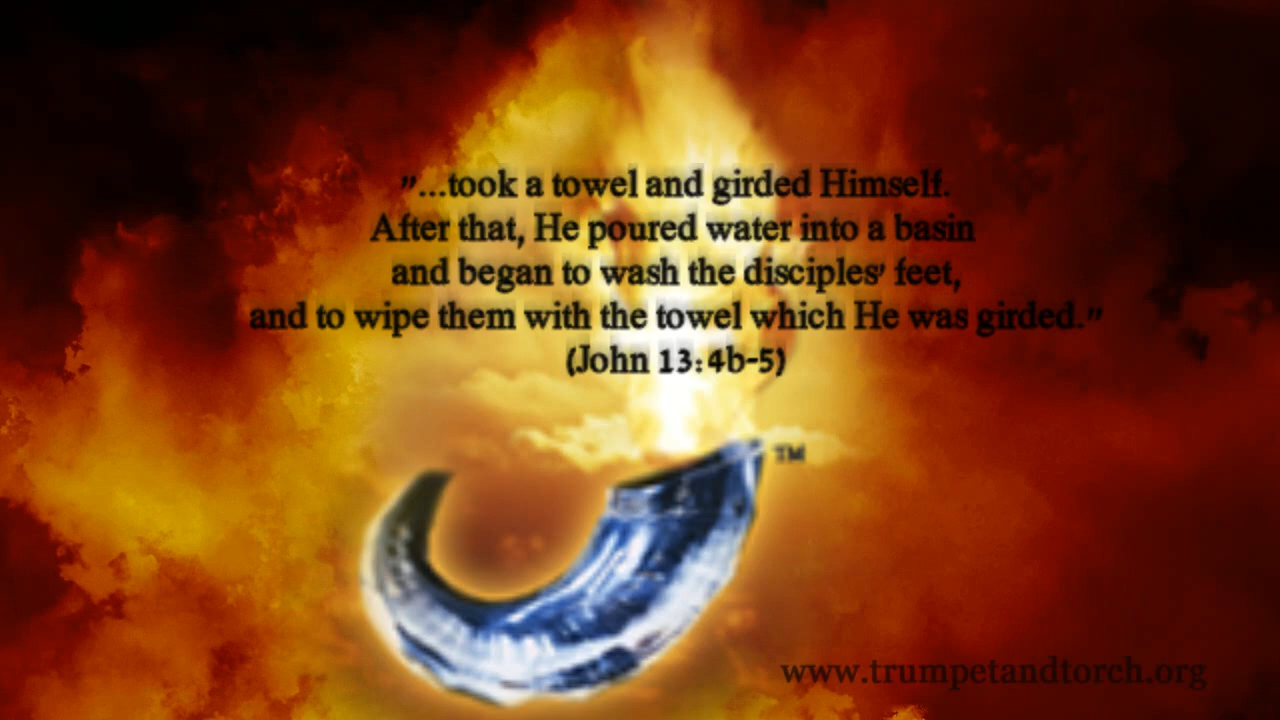 "...took a towel and girded Himself.
After that, He poured water into a basin
and began to wash the disciples' feet,
and to wipe them with the towel which He was girded."
(John 13:4b-5)
TM
www.trumpetandtorch.org